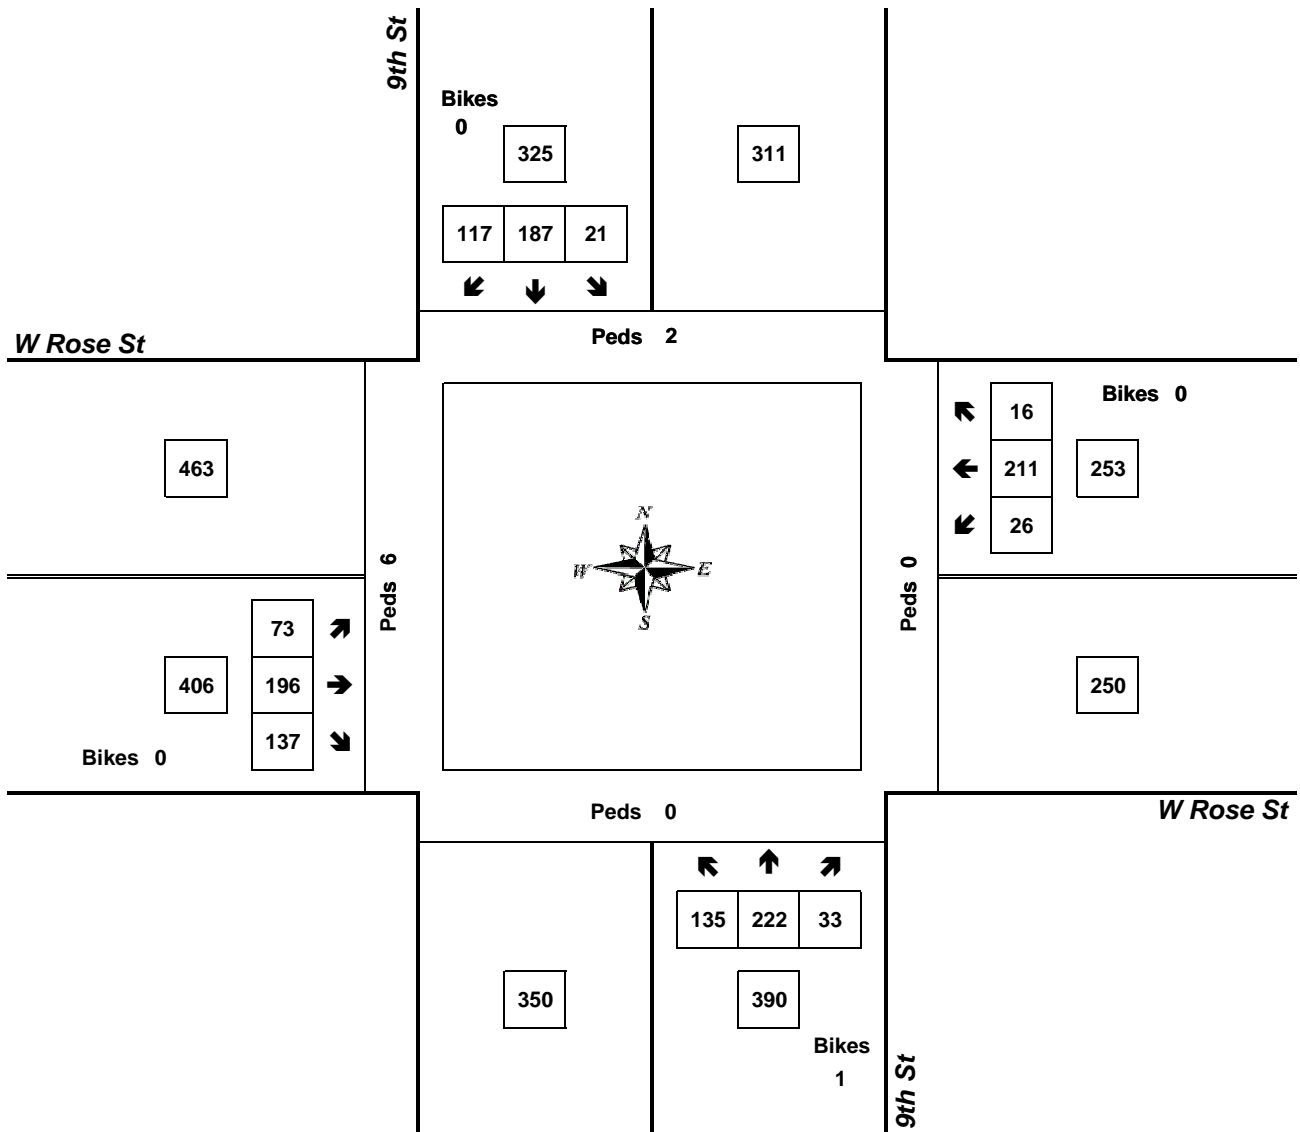 9th St
Bikes
0
325
311
117 187 21
Peds 2
W Rose St
Bikes 0
16
463
211
253
26
N
W
E
S
Peds 6
Peds 0
73
406
196
250
137
Bikes 0
Peds 0
W Rose St
135 222 33
350
390
Bikes
1
9th St